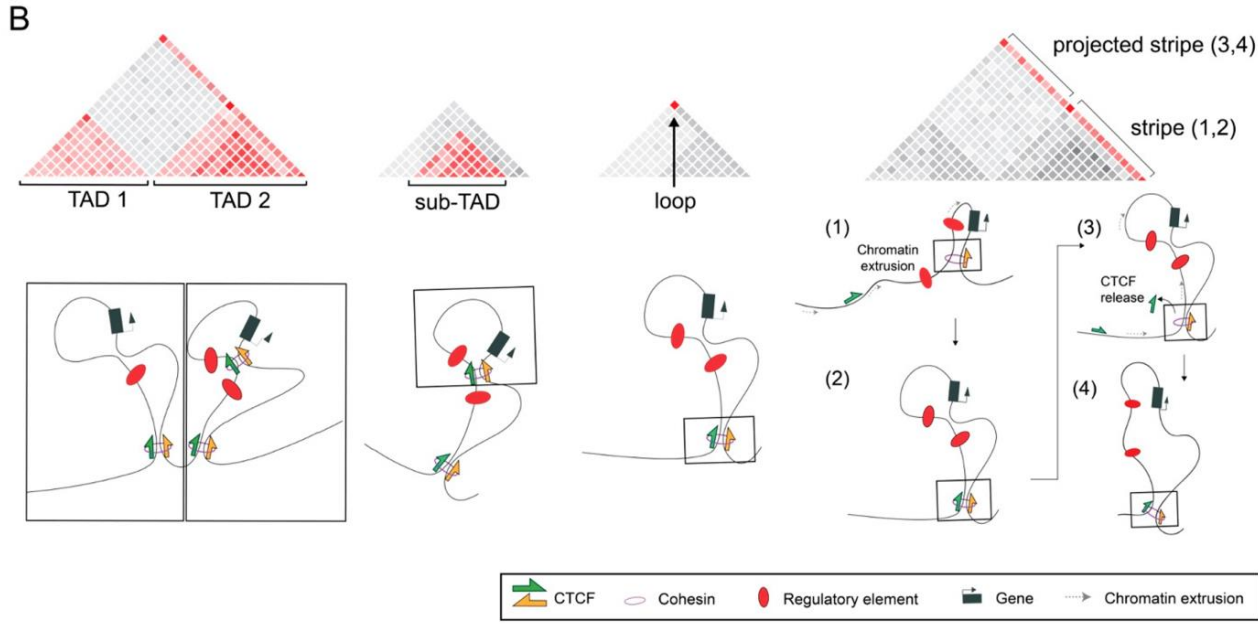 B
projected stripe (3,4)
stripe (1,2)
TAD 1
TAD 2
sub-TAD
loop
(1)
Chromatin
extrusion
(2)
(3)
CTCF
release
(4)
CTCF
Cohesin
Regulatory element
Gene
Chromatin extrusion